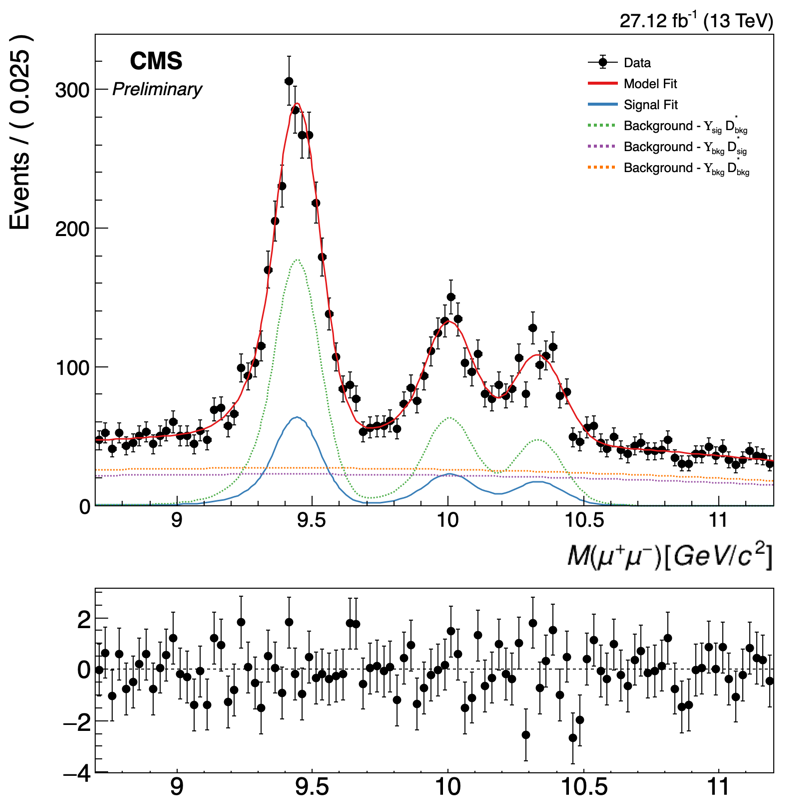 27.12 fb⁻¹ (13 TeV)
Events / ( 0.025 )
CMS
Preliminary
Data
Model Fit
Signal Fit
Background - ϒsig D*bkg
Background - ϒbkg D*sig
Background - ϒbkg D*bkg
300
200
100
0
9 9.5 10 10.5 11
M(μ⁺μ⁻)[GeV/c²]
2
0
−2
−4
9 9.5 10 10.5 11